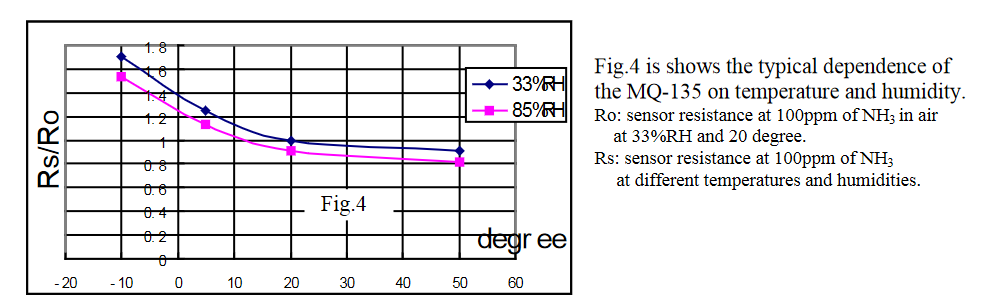 1.8
1.6
1.4
1.2
1
0.8
0.6
0.4
0.2
0
-20 -10 0 10 20 30 40 50 60
Rs/Ro
33%RH
85%RH
Fig.4
degree
Fig.4 is shows the typical dependence of
the MQ-135 on temperature and humidity.
Ro: sensor resistance at 100ppm of NH₃ in air
at 33%RH and 20 degree.
Rs: sensor resistance at 100ppm of NH₃
at different temperatures and humidities.